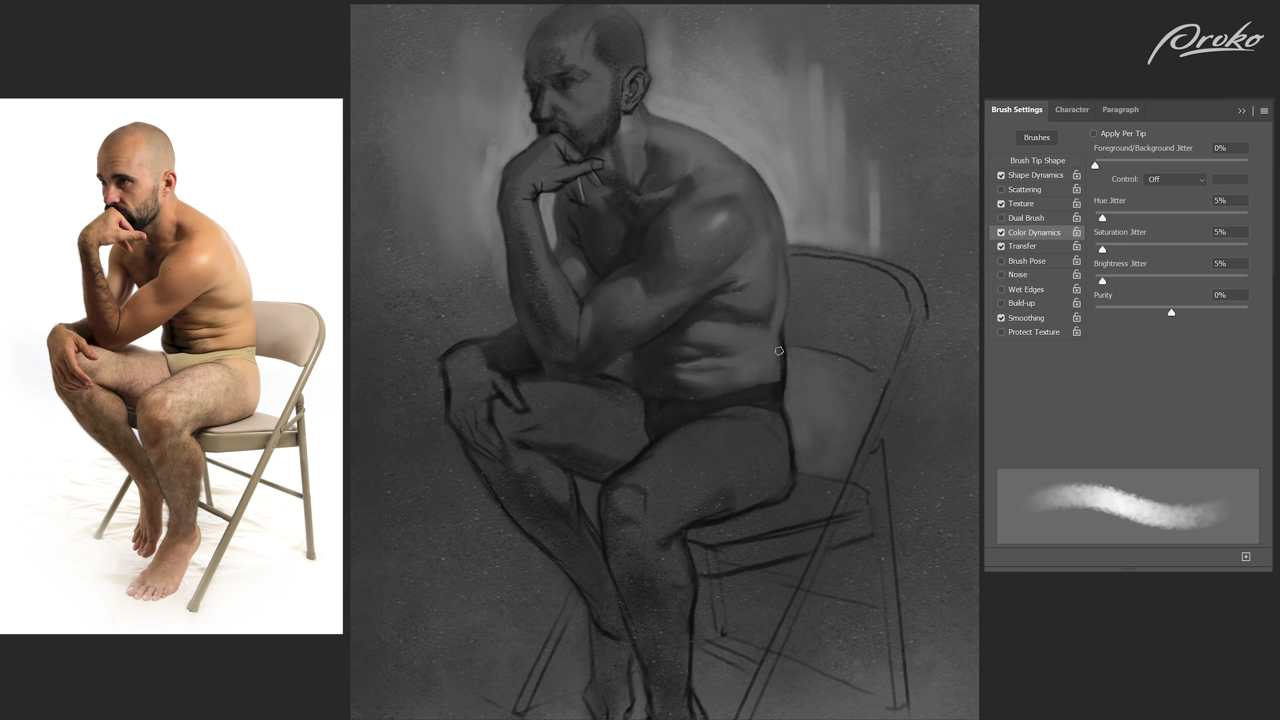 Proko
Brush Settings Character Paragraph
Brushes
Apply Per Tip
Foreground/Background Jitter 0%
Brush Tip Shape
Shape Dynamics
Control: Off
Scattering
Texture
Hue Jitter 5%
Dual Brush
Color Dynamics
Saturation Jitter 5%
Transfer
Brush Pose
Brightness Jitter 5%
Noise
Wet Edges
Purity 0%
Build-up
Smoothing
Protect Texture